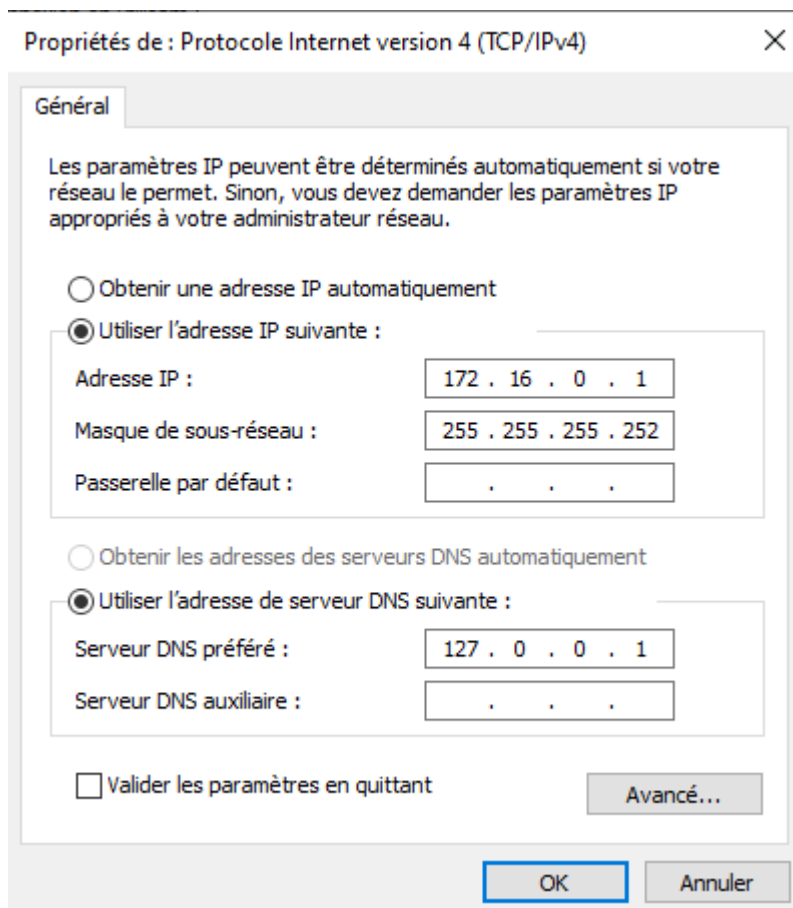 Propriétés de : Protocole Internet version 4 (TCP/IPv4)
Général
Les paramètres IP peuvent être déterminés automatiquement si votre
réseau le permet. Sinon, vous devez demander les paramètres IP
appropriés à votre administrateur réseau.
Obtenir une adresse IP automatiquement
Utiliser l'adresse IP suivante :
Adresse IP : 172 . 16 . 0 . 1
Masque de sous-réseau : 255 . 255 . 255 . 252
Passerelle par défaut : . . .
Obtenir les adresses des serveurs DNS automatiquement
Utiliser l'adresse de serveur DNS suivante :
Serveur DNS préféré : 127 . 0 . 0 . 1
Serveur DNS auxiliaire : . . .
Valider les paramètres en quittant
Avancé...
OK Annuler